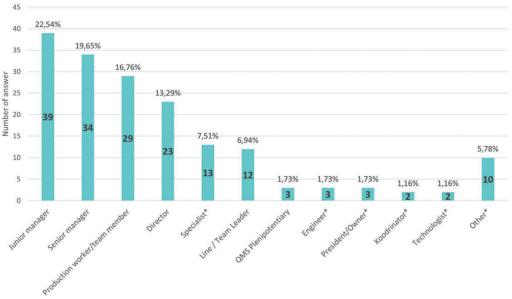 45
40
35
30
25
20
15
10
5
0
Number of answer
22,54%
19,65%
16,76%
13,29%
7,51%
6,94%
1,73%
1,73%
1,73%
1,16%
1,16%
5,78%
39
34
29
23
13
12
3
3
3
2
2
10
Junior manager
Senior manager
Production worker/team member
Director
Specialist*
Line / Team Leader
QMS Plenipotentiary
Engineer*
President/Owner*
Koodrinator*
Technologist*
Other*